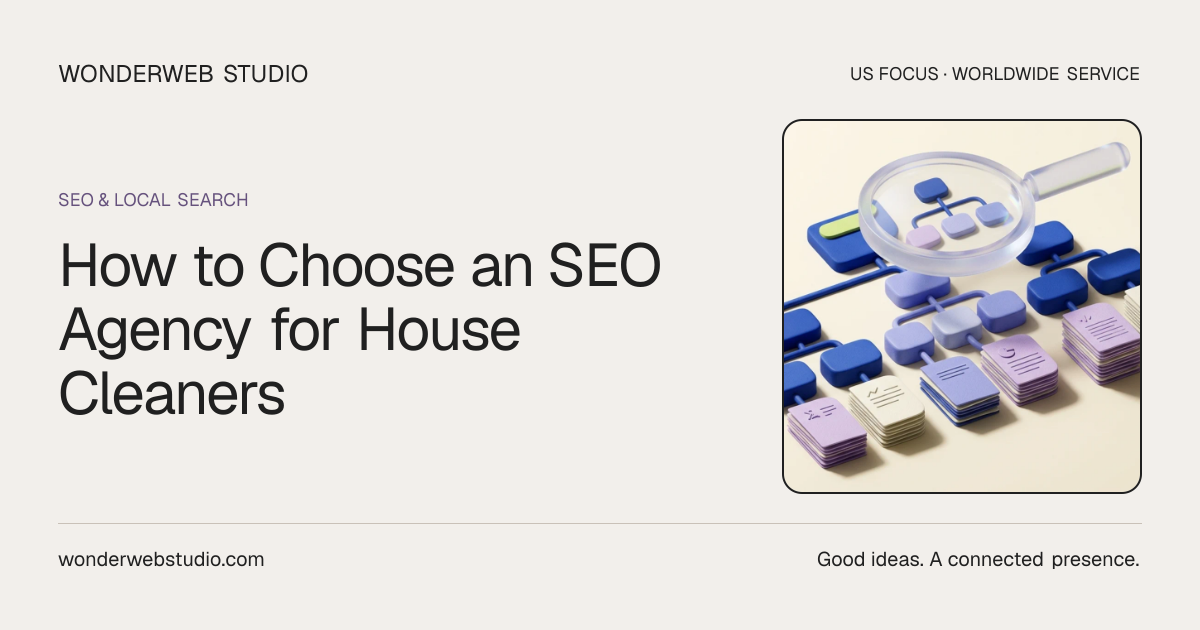 WONDERWEB STUDIO
US FOCUS · WORLDWIDE SERVICE
SEO & LOCAL SEARCH
How to Choose an SEO
Agency for House
Cleaners
wonderwebstudio.com
Good ideas. A connected presence.